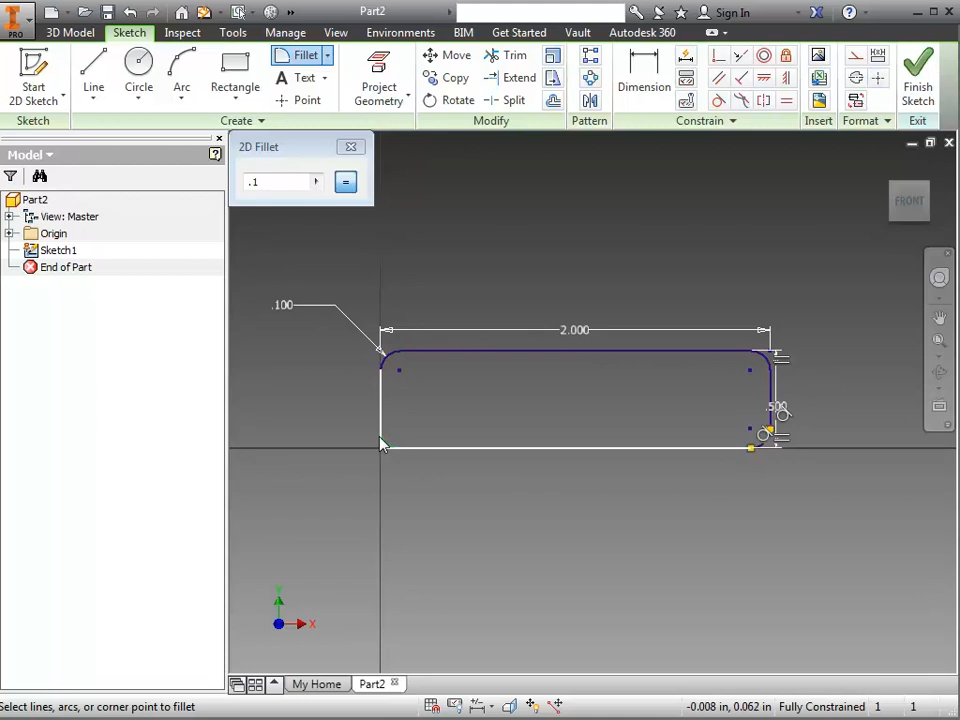 Part2
Sign In
PRO
3D Model Sketch Inspect Tools Manage View Environments BIM Get Started Vault Autodesk 360
Start
2D Sketch
Line
Circle
Arc
Rectangle
Fillet
Text
Point
Project
Geometry
Move
Copy
Rotate
Trim
Extend
Split
Dimension
Finish
Sketch
Sketch Create Modify Pattern Constrain Insert Format Exit
Model
Part2
View: Master
Origin
Sketch1
End of Part
2D Fillet
.1
=
FRONT
.100
2.000
.500
Y
X
My Home Part2
Select lines, arcs, or corner point to fillet
-0.008 in, 0.062 in Fully Constrained 1 1